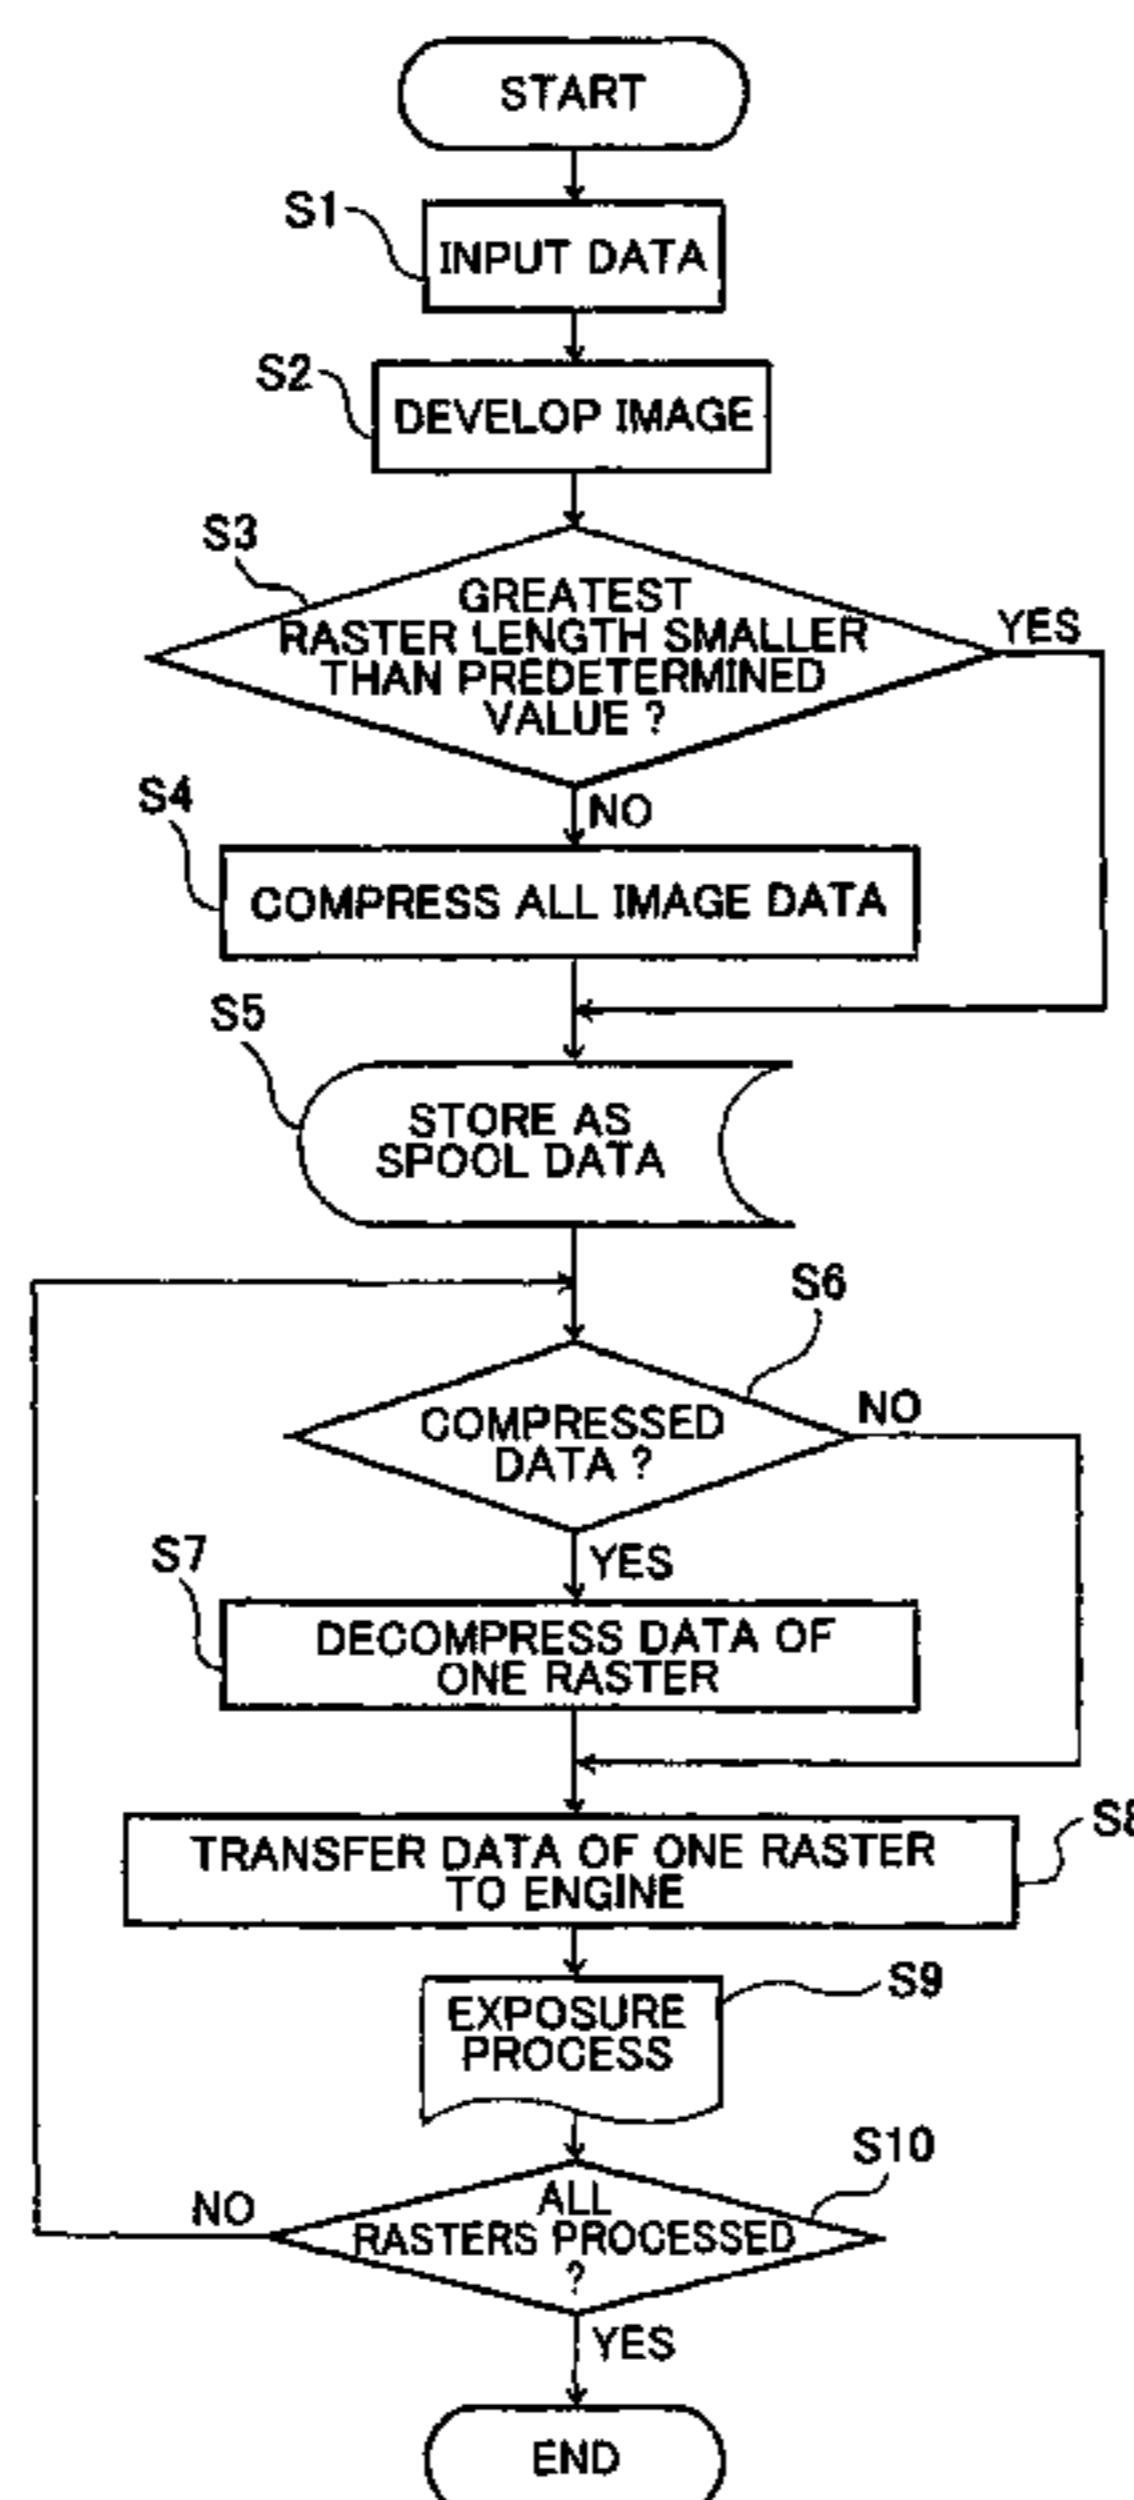 START
S1
INPUT DATA
S2
DEVELOP IMAGE
S3
GREATEST
RASTER LENGTH SMALLER
THAN PREDETERMINED
VALUE ?
YES
NO
S4
COMPRESS ALL IMAGE DATA
S5
STORE AS
SPOOL DATA
S6
COMPRESSED
DATA ?
NO
YES
S7
DECOMPRESS DATA OF
ONE RASTER
S8
TRANSFER DATA OF ONE RASTER
TO ENGINE
S9
EXPOSURE
PROCESS
S10
ALL
RASTERS PROCESSED
?
NO
YES
END